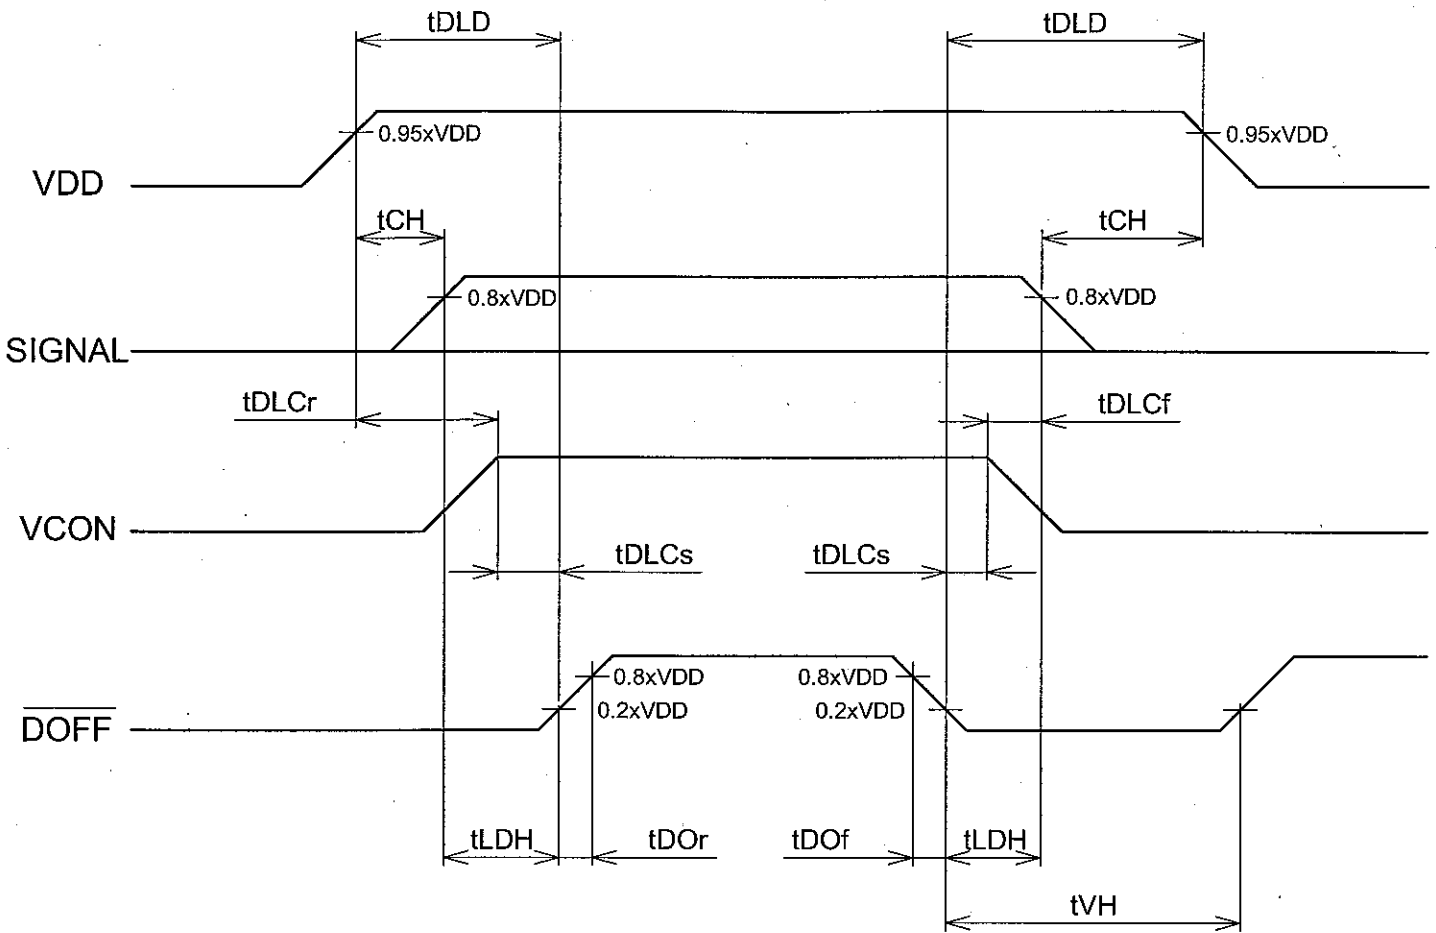 tDLD
tDLD
0.95xVDD
0.95xVDD
VDD
tCH
tCH
0.8xVDD
0.8xVDD
SIGNAL
tDLCr
tDLCf
VCON
tDLCs
tDLCs
0.8xVDD
0.8xVDD
0.2xVDD
0.2xVDD
DOFF
tLDH
tDOr
tDOf
tLDH
tVH